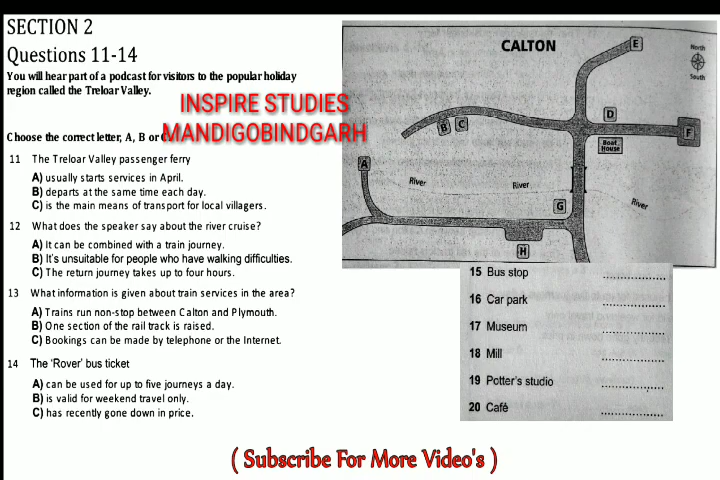 SECTION 2
Questions 11-14
You will hear part of a podcast for visitors to the popular holiday
region called the Treloar Valley.
INSPIRE STUDIES
MANDIGOBINDGARH
Choose the correct letter, A, B or C
11 The Treloar Valley passenger ferry
A) usually starts services in April.
B) departs at the same time each day.
C) is the main means of transport for local villagers.
12 What does the speaker say about the river cruise?
A) It can be combined with a train journey.
B) It's unsuitable for people who have walking difficulties.
C) The return journey takes up to four hours.
13 What information is given about train services in the area?
A) Trains run non-stop between Calton and Plymouth.
B) One section of the rail track is raised.
C) Bookings can be made by telephone or the Internet.
14 The 'Rover' bus ticket
A) can be used for up to five journeys a day.
B) is valid for weekend travel only.
C) has recently gone down in price.
CALTON
North
South
E
D
F
B
C
Boat
House
A
River
River
River
G
H
15 Bus stop ................
16 Car park ................
17 Museum ................
18 Mill ................
19 Potter's studio ................
20 Café ................
( Subscribe For More Video's )